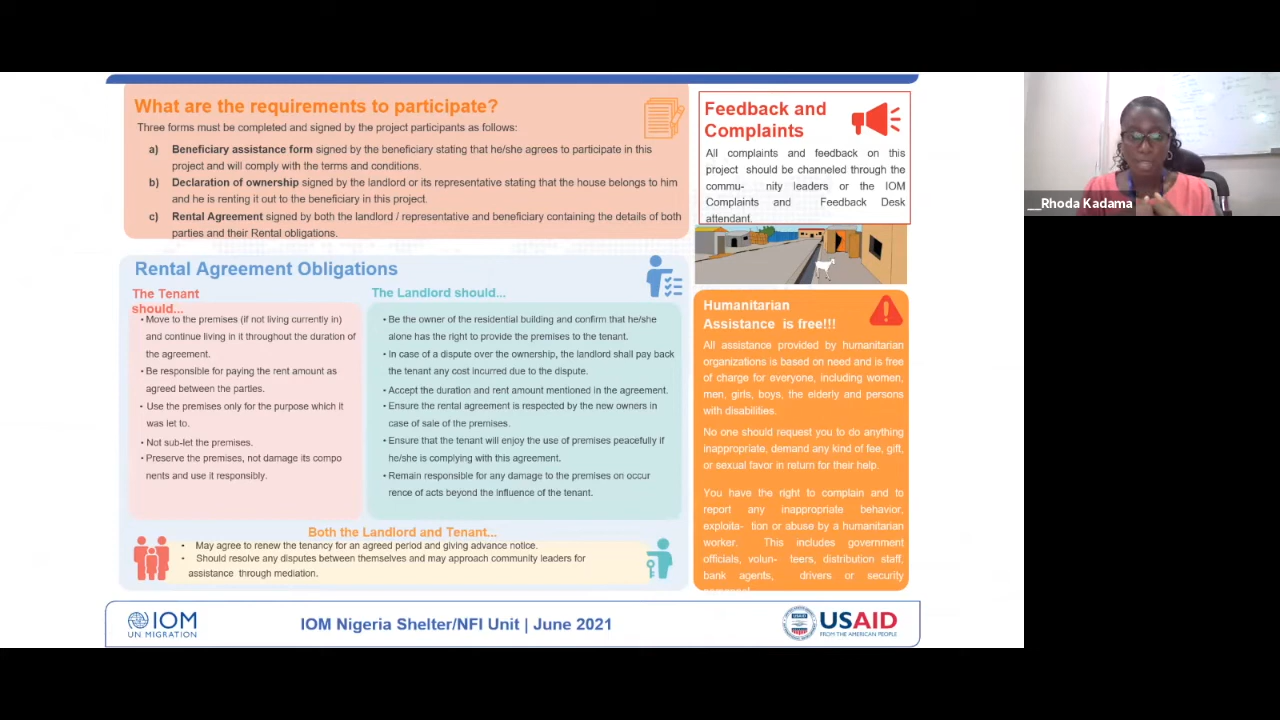 What are the requirements to participate?
Three forms must be completed and signed by the project participants as follows:
a) Beneficiary assistance form signed by the beneficiary stating that he/she agrees to participate in this
project and will comply with the terms and conditions.
b) Declaration of ownership signed by the landlord or its representative stating that the house belongs to him
and he is renting it out to the beneficiary in this project.
c) Rental Agreement signed by both the landlord / representative and beneficiary containing the details of both
parties and their Rental obligations.
Rental Agreement Obligations
The Tenant
should...
• Move to the premises (if not living currently in)
and continue living in it throughout the duration of
the agreement.
• Be responsible for paying the rent amount as
agreed between the parties.
• Use the premises only for the purpose which it
was let to.
• Not sub-let the premises.
• Preserve the premises, not damage its compo
nents and use it responsibly.
The Landlord should...
• Be the owner of the residential building and confirm that he/she
alone has the right to provide the premises to the tenant.
• In case of a dispute over the ownership, the landlord shall pay back
the tenant any cost incurred due to the dispute.
• Accept the duration and rent amount mentioned in the agreement.
• Ensure the rental agreement is respected by the new owners in
case of sale of the premises.
• Ensure that the tenant will enjoy the use of premises peacefully if
he/she is complying with this agreement.
• Remain responsible for any damage to the premises on occur
rence of acts beyond the influence of the tenant.
Both the Landlord and Tenant...
• May agree to renew the tenancy for an agreed period and giving advance notice.
• Should resolve any disputes between themselves and may approach community leaders for
assistance through mediation.
Feedback and
Complaints
All complaints and feedback on this
project should be channeled through the
commu- nity leaders or the IOM
Complaints and Feedback Desk
attendant.
Humanitarian
Assistance is free!!!
All assistance provided by humanitarian
organizations is based on need and is free
of charge for everyone, including women,
men, girls, boys, the elderly and persons
with disabilities.
No one should request you to do anything
inappropriate, demand any kind of fee, gift,
or sexual favor in return for their help.
You have the right to complain and to
report any inappropriate behavior,
exploita- tion or abuse by a humanitarian
worker. This includes government
officials, volun- teers, distribution staff,
bank agents, drivers or security
IOM
UN MIGRATION
IOM Nigeria Shelter/NFI Unit | June 2021
USAID
FROM THE AMERICAN PEOPLE
__Rhoda Kadama